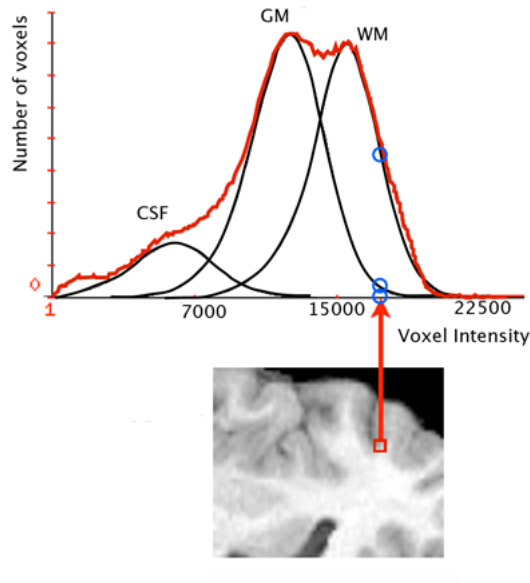 GM
WM
Number of voxels
CSF
0
1
7000
15000
22500
Voxel Intensity